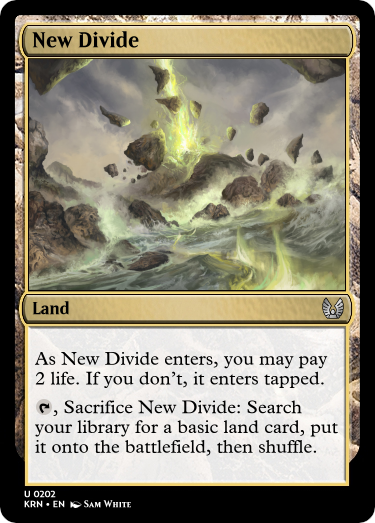 New Divide
Land
As New Divide enters, you may pay
2 life. If you don't, it enters tapped.
, Sacrifice New Divide: Search
your library for a basic land card, put
it onto the battlefield, then shuffle.
U 0202
KRN • EN Sam White